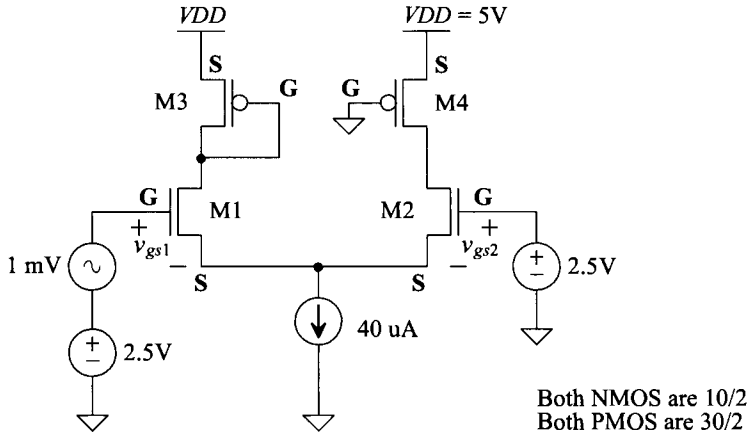 VDD
VDD = 5V
S
S
M3
G
G
M4
G
M1
M2
G
+
vgs1
−
+
vgs2
−
1 mV
S
S
+
−
2.5V
+
−
2.5V
40 uA
Both NMOS are 10/2
Both PMOS are 30/2